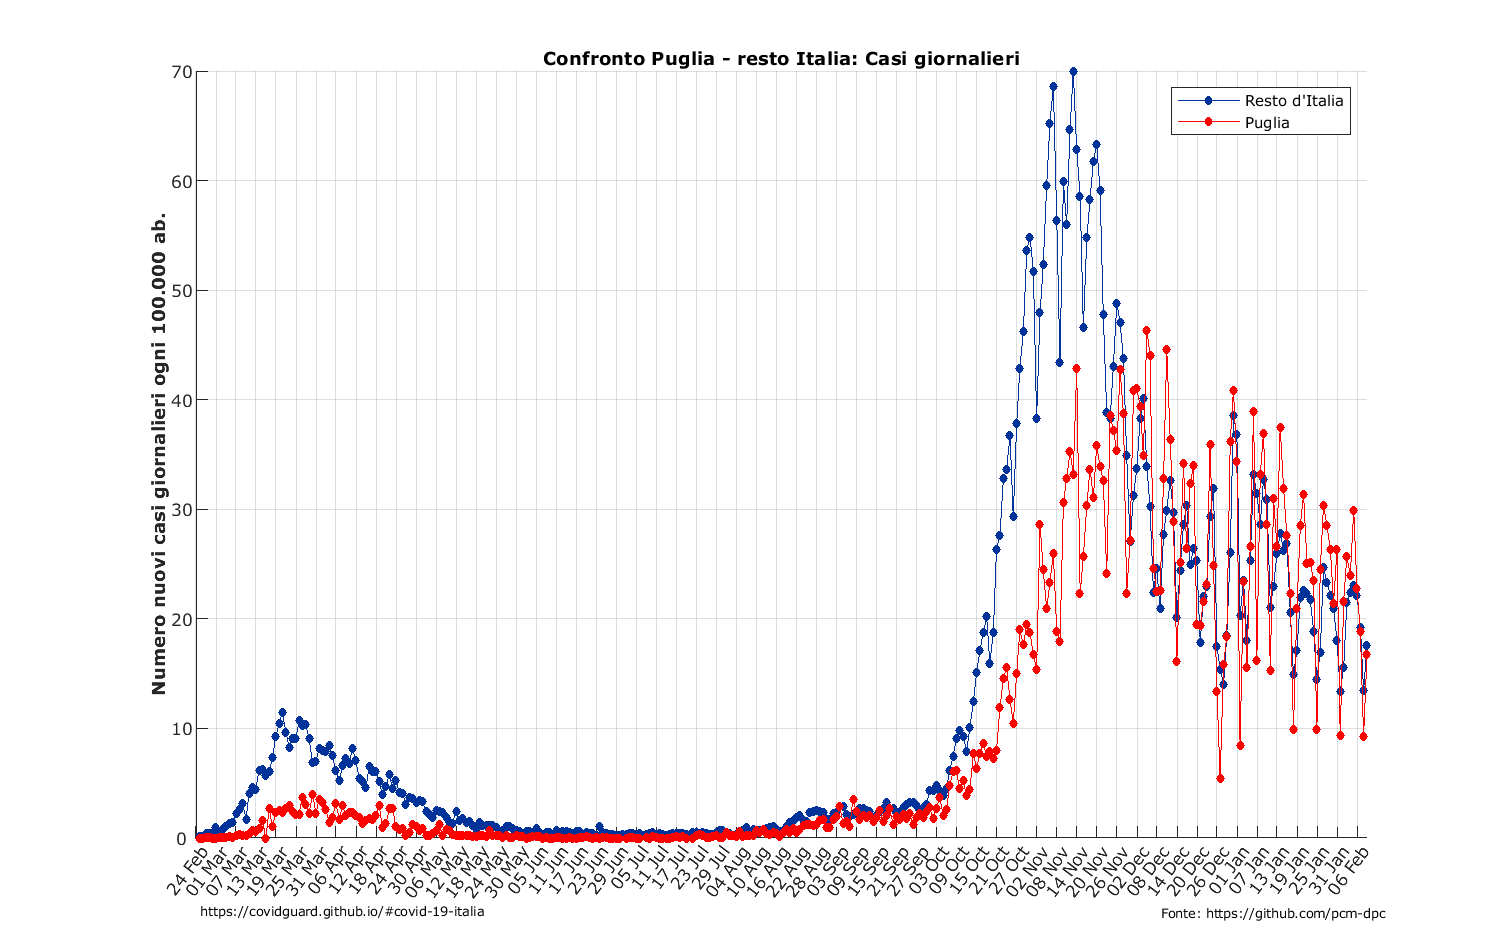 Confronto Puglia - resto Italia: Casi giornalieri
Resto d'Italia
Puglia
Numero nuovi casi giornalieri ogni 100.000 ab.
70
60
50
40
30
20
10
0
24 Feb
01 Mar
07 Mar
13 Mar
19 Mar
25 Mar
31 Mar
06 Apr
12 Apr
18 Apr
24 Apr
30 Apr
06 May
12 May
18 May
24 May
30 May
05 Jun
11 Jun
17 Jun
23 Jun
29 Jun
05 Jul
11 Jul
17 Jul
23 Jul
29 Jul
04 Aug
10 Aug
16 Aug
22 Aug
28 Aug
03 Sep
09 Sep
15 Sep
21 Sep
27 Sep
03 Oct
09 Oct
15 Oct
21 Oct
27 Oct
02 Nov
08 Nov
14 Nov
20 Nov
26 Nov
02 Dec
08 Dec
14 Dec
20 Dec
26 Dec
01 Jan
07 Jan
13 Jan
19 Jan
25 Jan
31 Jan
06 Feb
https://covidguard.github.io/#covid-19-italia
Fonte: https://github.com/pcm-dpc